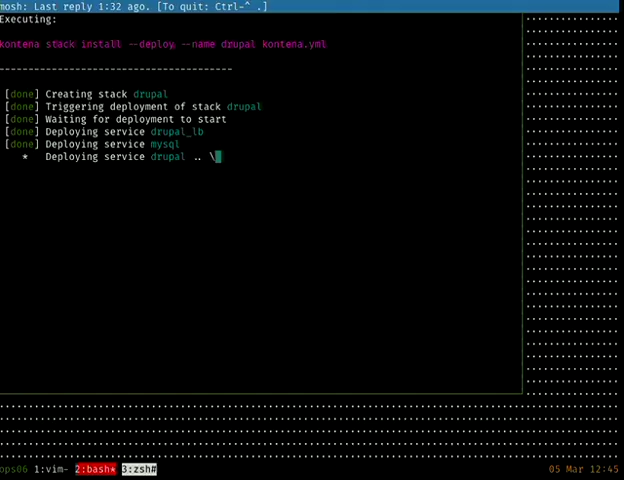 mosh: Last reply 1:32 ago. [To quit: Ctrl-^ .]
Executing:
kontena stack install --deploy --name drupal kontena.yml
----------------------------------------
[done] Creating stack drupal
[done] Triggering deployment of stack drupal
[done] Waiting for deployment to start
[done] Deploying service drupal_lb
[done] Deploying service mysql
* Deploying service drupal .. \
ops06 1:vim- 2:bash* 3:zsh# 05 Mar 12:45